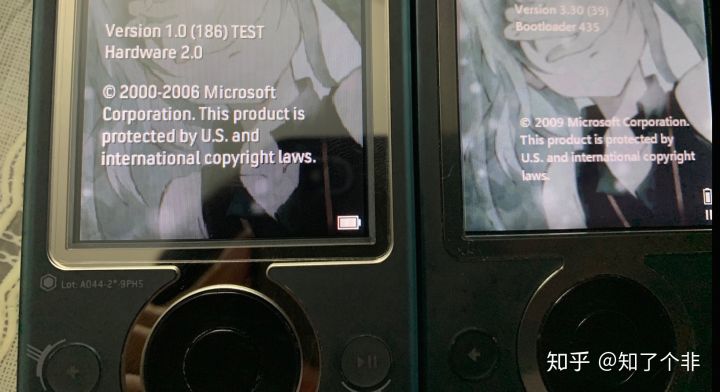 Version 1.0 (186) TEST
Hardware 2.0
© 2000-2006 Microsoft
Corporation. This product is
protected by U.S. and
international copyright laws.
Lot: A044-2* 9PH5
Version 3.30 (39)
Bootloader 435
© 2009 Microsoft Corporation.
This product is protected by
U.S. and international copyright
laws.
知乎 @知了个非